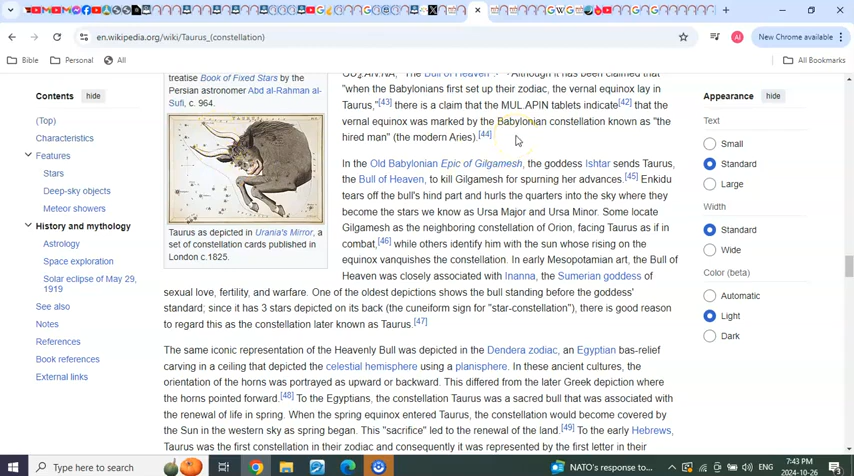 en.wikipedia.org/wiki/Taurus_(constellation)
AI
New Chrome available
Bible
Personal
All
All Bookmarks
Contents
hide
(Top)
Characteristics
Features
Stars
Deep-sky objects
Meteor showers
History and mythology
Astrology
Space exploration
Solar eclipse of May 29,
1919
See also
Notes
References
Book references
External links
treatise Book of Fixed Stars by the
Persian astronomer Abd al-Rahman al-
Sufi, c. 964.
Taurus as depicted in Urania's Mirror, a
set of constellation cards published in
London c.1825.
The "Bull of Heaven". Although it has been claimed that
"when the Babylonians first set up their zodiac, the vernal equinox lay in
Taurus,"[43] there is a claim that the MUL.APIN tablets indicate[42] that the
vernal equinox was marked by the Babylonian constellation known as "the
hired man" (the modern Aries).[44]
In the Old Babylonian Epic of Gilgamesh, the goddess Ishtar sends Taurus,
the Bull of Heaven, to kill Gilgamesh for spurning her advances.[45] Enkidu
tears off the bull's hind part and hurls the quarters into the sky where they
become the stars we know as Ursa Major and Ursa Minor. Some locate
Gilgamesh as the neighboring constellation of Orion, facing Taurus as if in
combat,[46] while others identify him with the sun whose rising on the
equinox vanquishes the constellation. In early Mesopotamian art, the Bull of
Heaven was closely associated with Inanna, the Sumerian goddess of
sexual love, fertility, and warfare. One of the oldest depictions shows the bull standing before the goddess'
standard; since it has 3 stars depicted on its back (the cuneiform sign for "star-constellation"), there is good reason
to regard this as the constellation later known as Taurus.[47]
The same iconic representation of the Heavenly Bull was depicted in the Dendera zodiac, an Egyptian bas-relief
carving in a ceiling that depicted the celestial hemisphere using a planisphere. In these ancient cultures, the
orientation of the horns was portrayed as upward or backward. This differed from the later Greek depiction where
the horns pointed forward.[48] To the Egyptians, the constellation Taurus was a sacred bull that was associated with
the renewal of life in spring. When the spring equinox entered Taurus, the constellation would become covered by
the Sun in the western sky as spring began. This "sacrifice" led to the renewal of the land.[49] To the early Hebrews,
Taurus was the first constellation in their zodiac and consequently it was represented by the first letter in their
Appearance
hide
Text
Small
Standard
Large
Width
Standard
Wide
Color (beta)
Automatic
Light
Dark
Type here to search
NATO's response to...
7:43 PM
2024-10-26
3